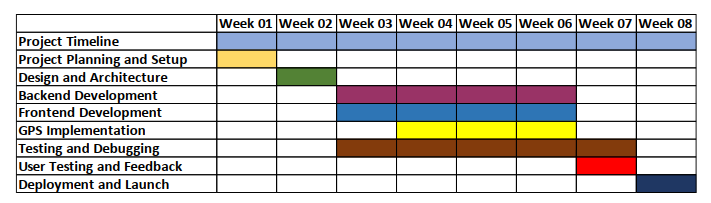 Week 01 Week 02 Week 03 Week 04 Week 05 Week 06 Week 07 Week 08
Project Timeline
Project Planning and Setup
Design and Architecture
Backend Development
Frontend Development
GPS Implementation
Testing and Debugging
User Testing and Feedback
Deployment and Launch